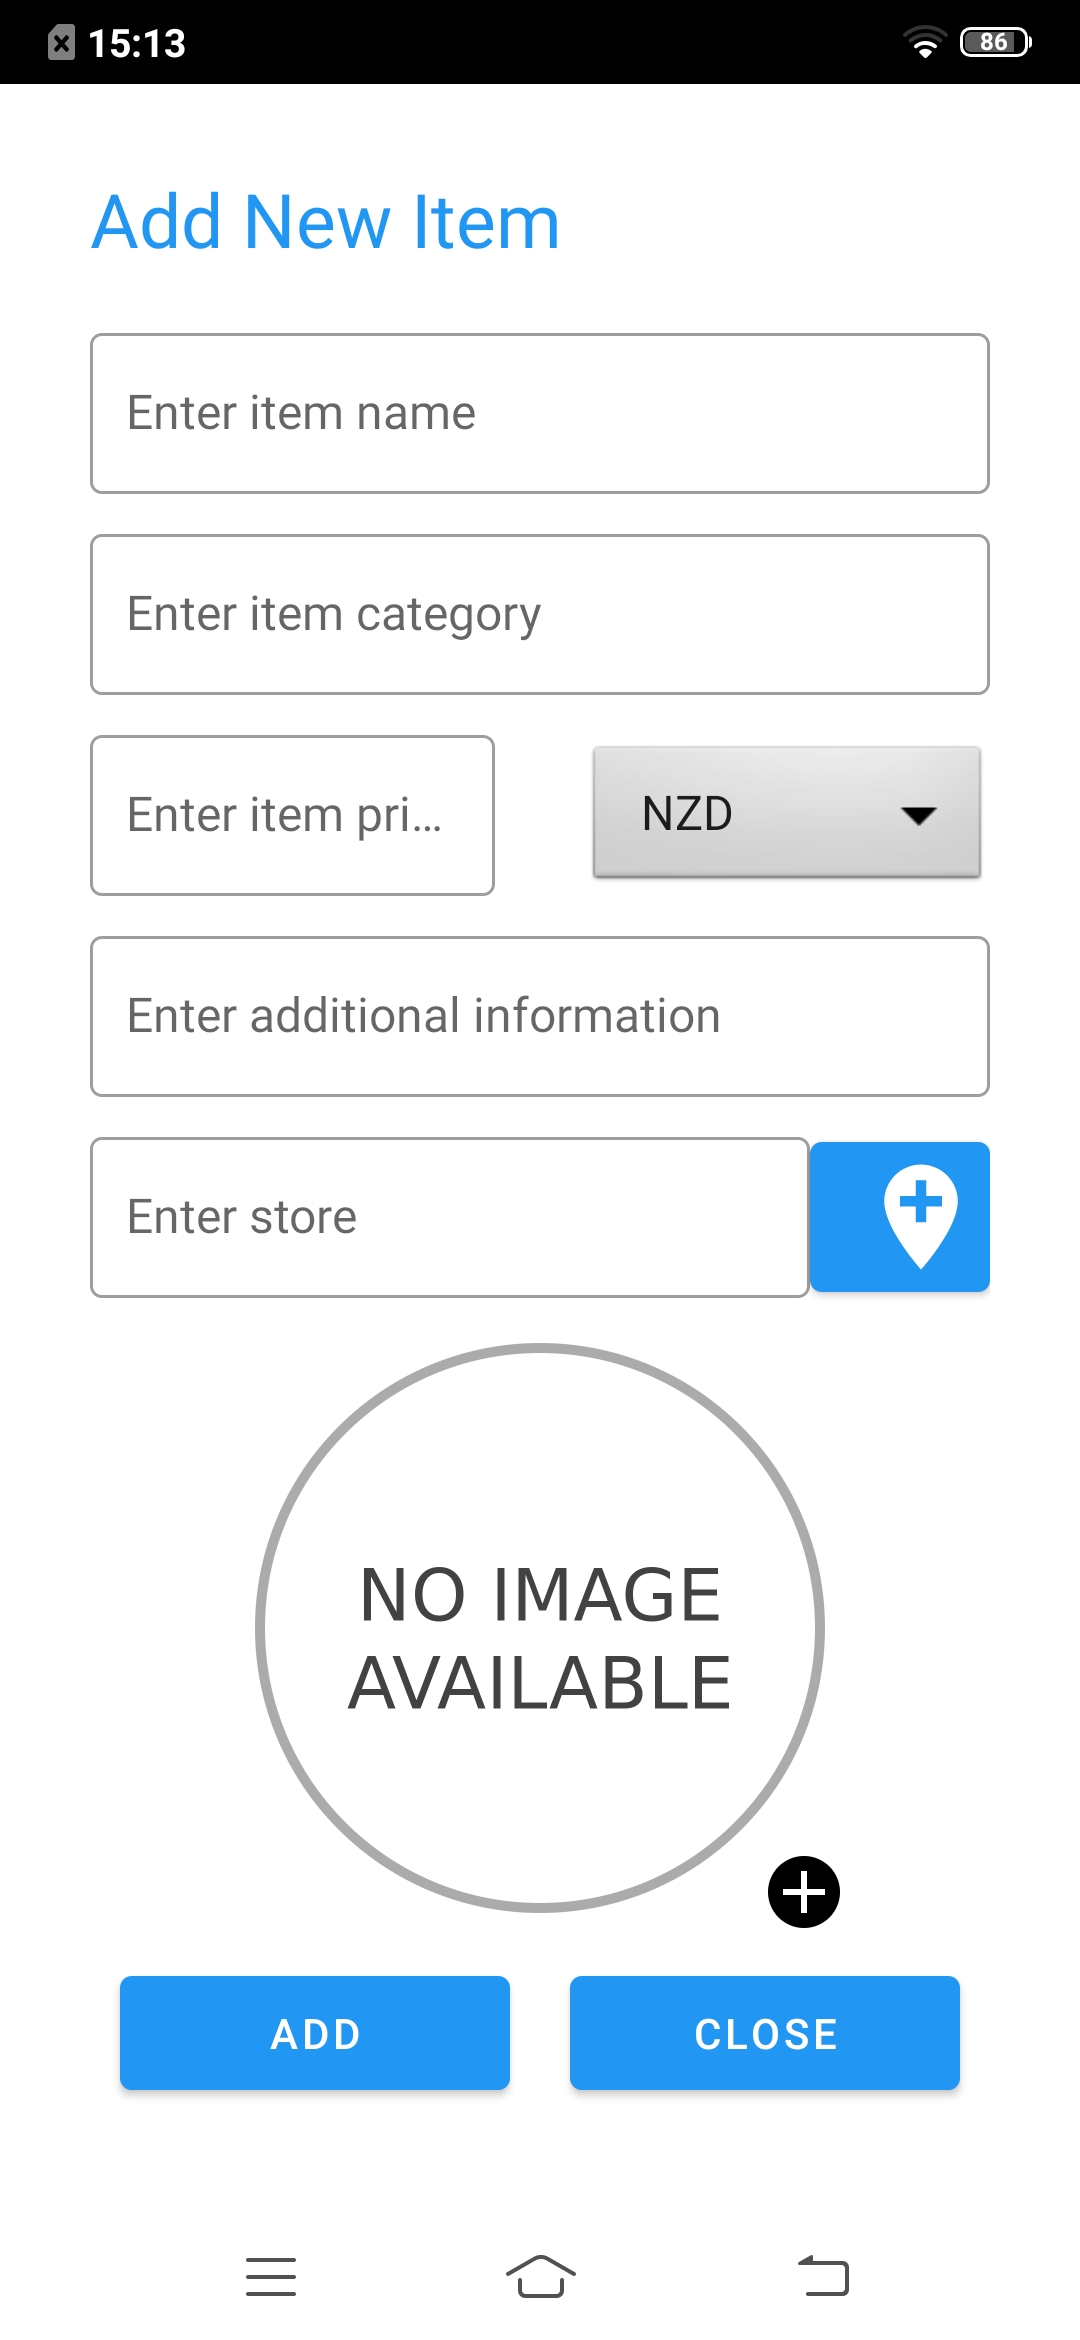 15:13
86
Add New Item
Enter item name
Enter item category
Enter item pri...
NZD
Enter additional information
Enter store
NO IMAGE
AVAILABLE
ADD
CLOSE